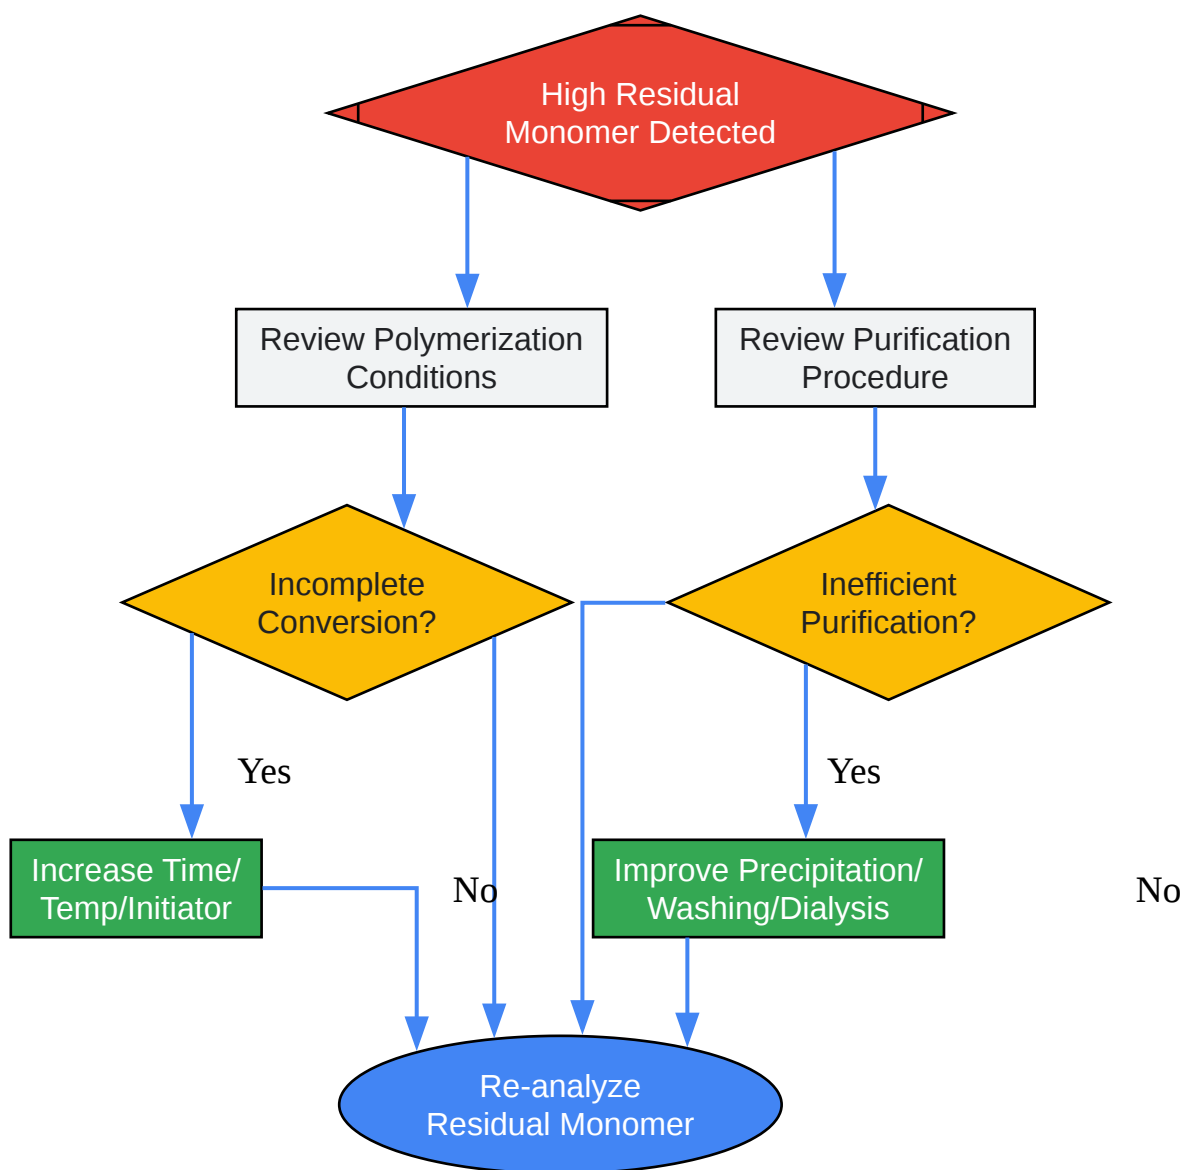 High Residual
Monomer Detected
Review Polymerization
Conditions
Review Purification
Procedure
Incomplete
Conversion?
Inefficient
Purification?
Yes
Yes
Increase Time/
Temp/Initiator
No
Improve Precipitation/
Washing/Dialysis
No
Re-analyze
Residual Monomer